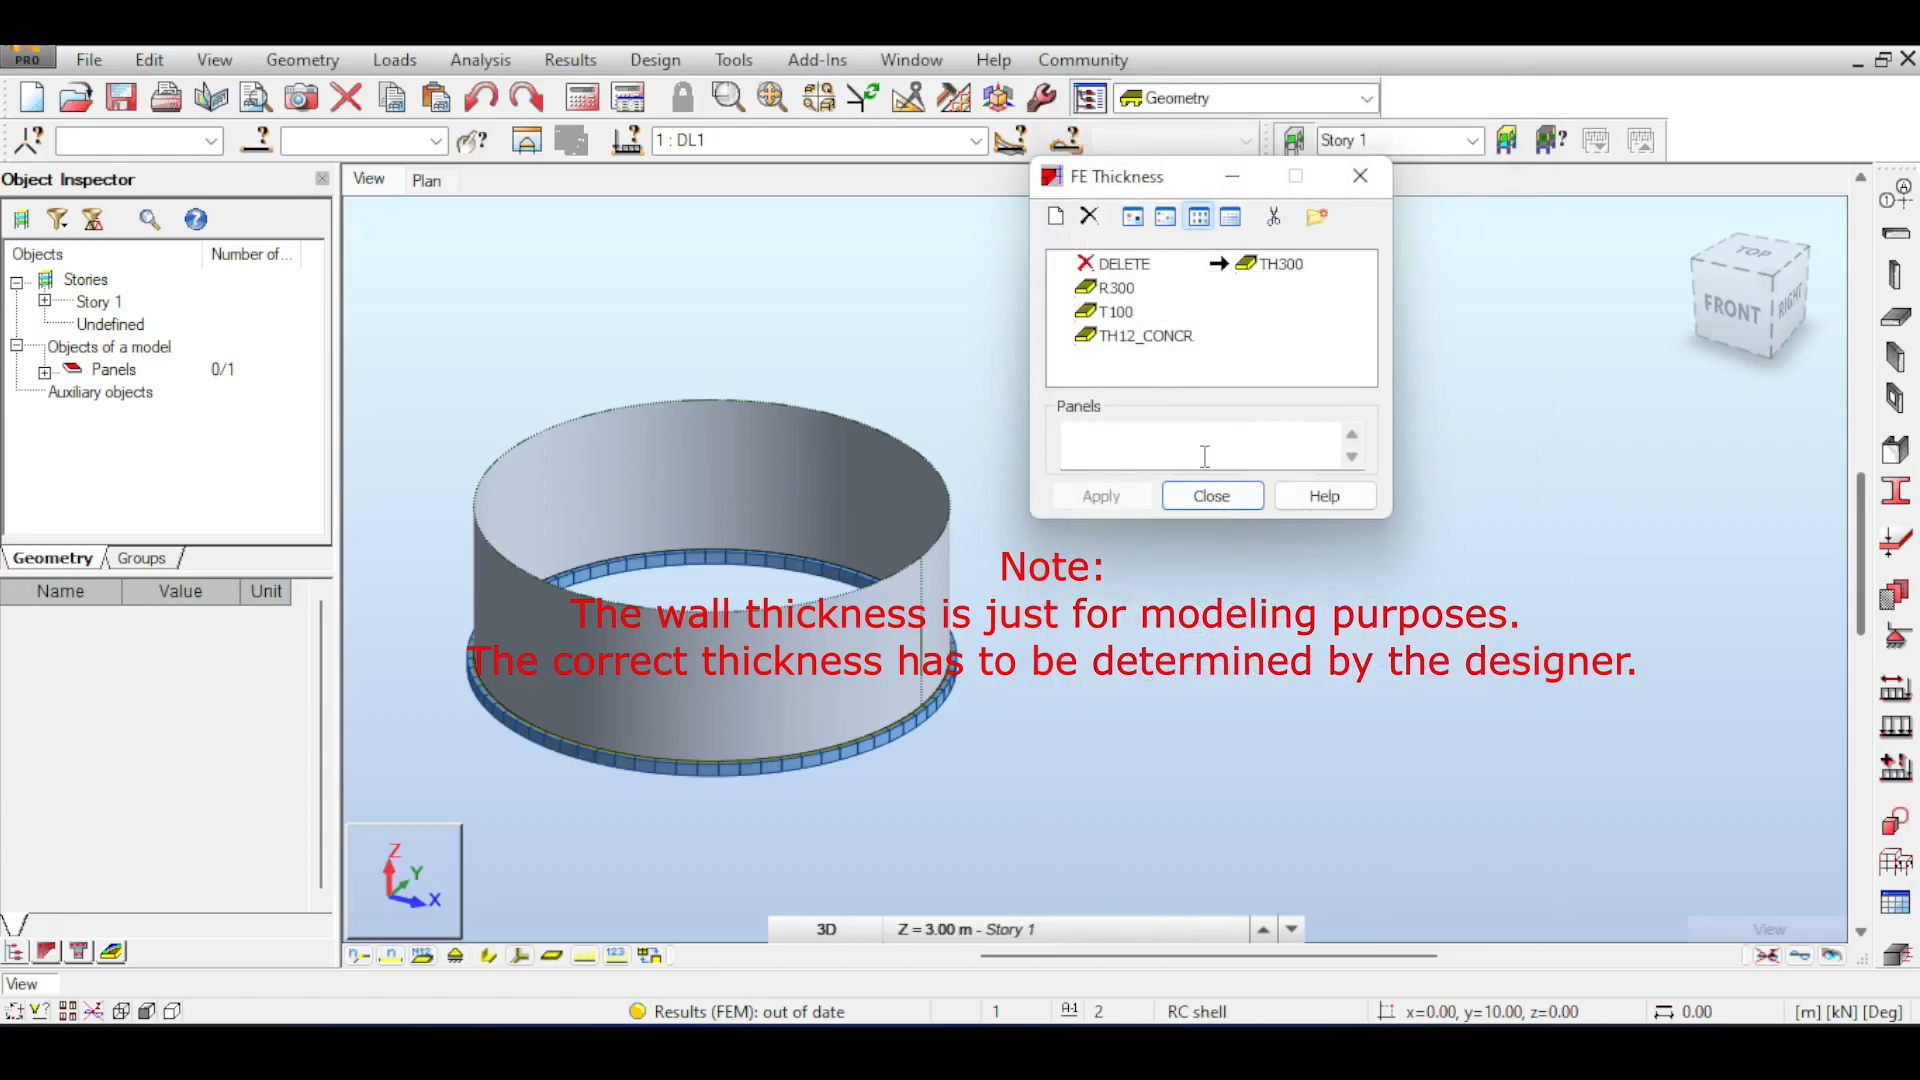 PRO
File Edit View Geometry Loads Analysis Results Design Tools Add-Ins Window Help Community
Geometry
1 : DL1
Story 1
Object Inspector
View
Plan
FE Thickness
Objects
Number of...
Stories
Story 1
Undefined
Objects of a model
Panels
0/1
Auxiliary objects
DELETE
TH300
R300
T100
TH12_CONCR
Panels
Apply
Close
Help
TOP
FRONT
RIGHT
Geometry
Groups
Name
Value
Unit
Note:
The wall thickness is just for modeling purposes.
The correct thickness has to be determined by the designer.
Z
Y
X
3D
Z = 3.00 m - Story 1
View
View
Results (FEM): out of date
1
2
RC shell
x=0.00, y=10.00, z=0.00
0.00
[m] [kN] [Deg]